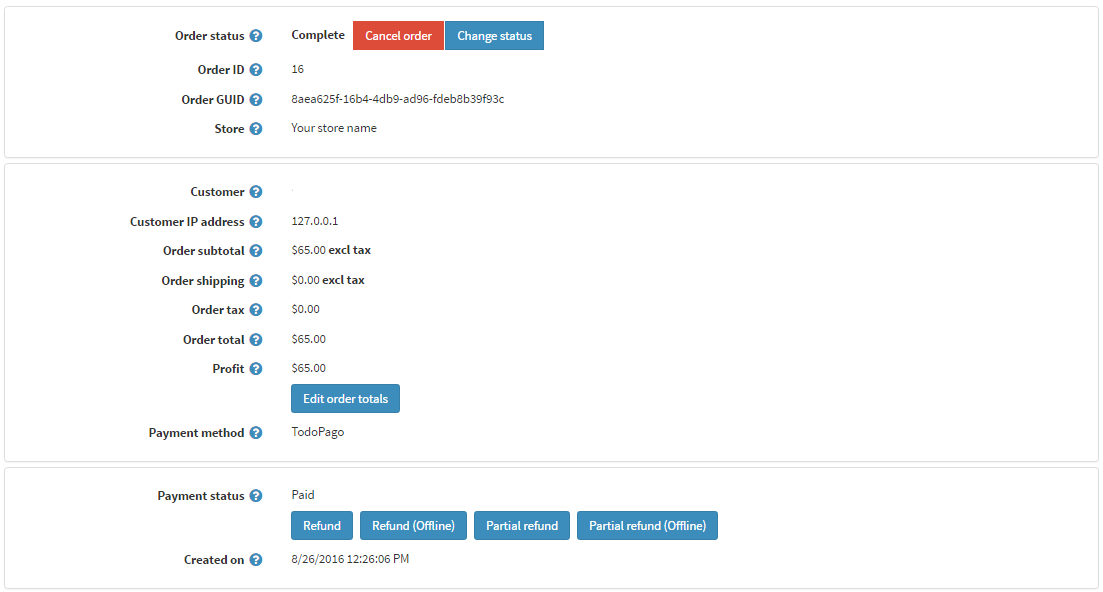 Order status ? Complete Cancel order Change status
Order ID ? 16
Order GUID ? 8aea625f-16b4-4db9-ad96-fdeb8b39f93c
Store ? Your store name
Customer ?
Customer IP address ? 127.0.0.1
Order subtotal ? $65.00 excl tax
Order shipping ? $0.00 excl tax
Order tax ? $0.00
Order total ? $65.00
Profit ? $65.00
Edit order totals
Payment method ? TodoPago
Payment status ? Paid
Refund Refund (Offline) Partial refund Partial refund (Offline)
Created on ? 8/26/2016 12:26:06 PM